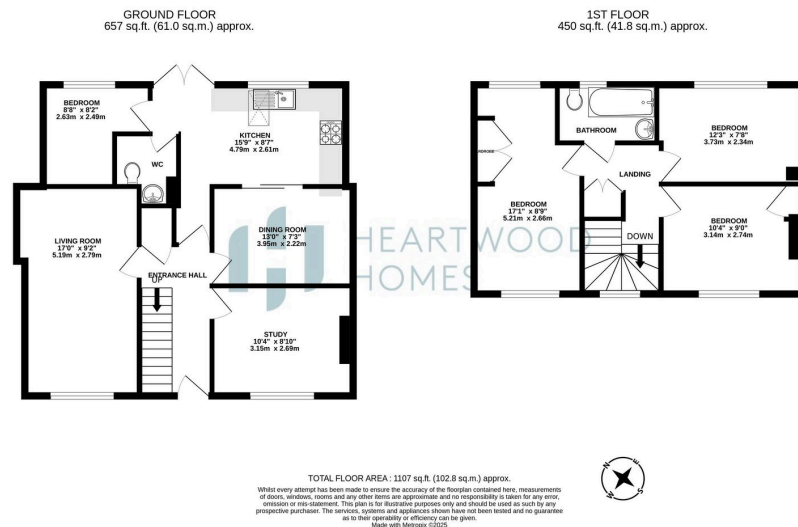 GROUND FLOOR
657 sq.ft. (61.0 sq.m.) approx.
1ST FLOOR
450 sq.ft. (41.8 sq.m.) approx.
BEDROOM
8'8" x 8'2"
2.63m x 2.49m
KITCHEN
15'9" x 8'7"
4.79m x 2.61m
WC
LIVING ROOM
17'0" x 9'2"
5.19m x 2.79m
DINING ROOM
13'0" x 7'3"
3.95m x 2.22m
ENTRANCE HALL
UP
STUDY
10'4" x 8'10"
3.15m x 2.69m
BATHROOM
BEDROOM
12'3" x 7'8"
3.73m x 2.34m
LANDING
BEDROOM
17'1" x 8'9"
5.21m x 2.66m
BEDROOM
10'4" x 9'0"
3.14m x 2.74m
DOWN
HEARTWOOD
HOMES
TOTAL FLOOR AREA : 1107 sq.ft. (102.8 sq.m.) approx.
Whilst every attempt has been made to ensure the accuracy of the floorplan contained here, measurements
of doors, windows, rooms and any other items are approximate and no responsibility is taken for any error,
omission or mis-statement. This plan is for illustrative purposes only and should be used as such by any
prospective purchaser. The services, systems and appliances shown have not been tested and no guarantee
as to their operability or efficiency can be given.
Made with Metropix ©2025
N
E
S
W